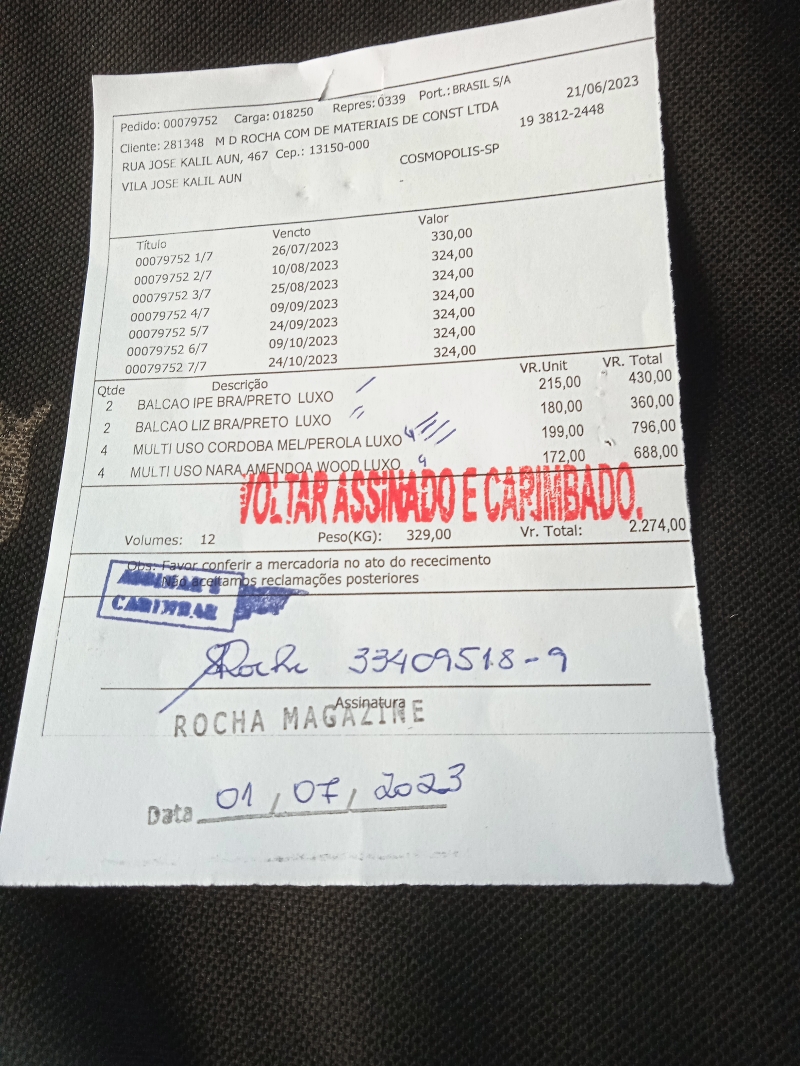 Pedido: 00079752 Carga: 018250 Repres: 0339 Port.: BRASIL S/A 21/06/2023
Cliente: 281348 M D ROCHA COM DE MATERIAIS DE CONST LTDA 19 3812-2448
RUA JOSE KALIL AUN, 467 Cep.: 13150-000 COSMOPOLIS-SP
VILA JOSE KALIL AUN -
Título Vencto Valor
00079752 1/7 26/07/2023 330,00
00079752 2/7 10/08/2023 324,00
00079752 3/7 25/08/2023 324,00
00079752 4/7 09/09/2023 324,00
00079752 5/7 24/09/2023 324,00
00079752 6/7 09/10/2023 324,00
00079752 7/7 24/10/2023 324,00
Qtde Descrição VR.Unit VR. Total
2 BALCAO IPE BRA/PRETO LUXO 215,00 430,00
2 BALCAO LIZ BRA/PRETO LUXO 180,00 360,00
4 MULTI USO CORDOBA MEL/PEROLA LUXO 199,00 796,00
4 MULTI USO NARA AMENDOA WOOD LUXO 172,00 688,00
VOLTAR ASSINADO E CARIMBADO.
Volumes: 12 Peso(KG): 329,00 Vr. Total: 2.274,00
Obs: Favor conferir a mercadoria no ato do rececimento
Não aceitamos reclamações posteriores
ASSINAR E
CARIMBAR
SRocha 33409518-9
Assinatura
ROCHA MAGAZINE
Data 01 / 07 / 2023